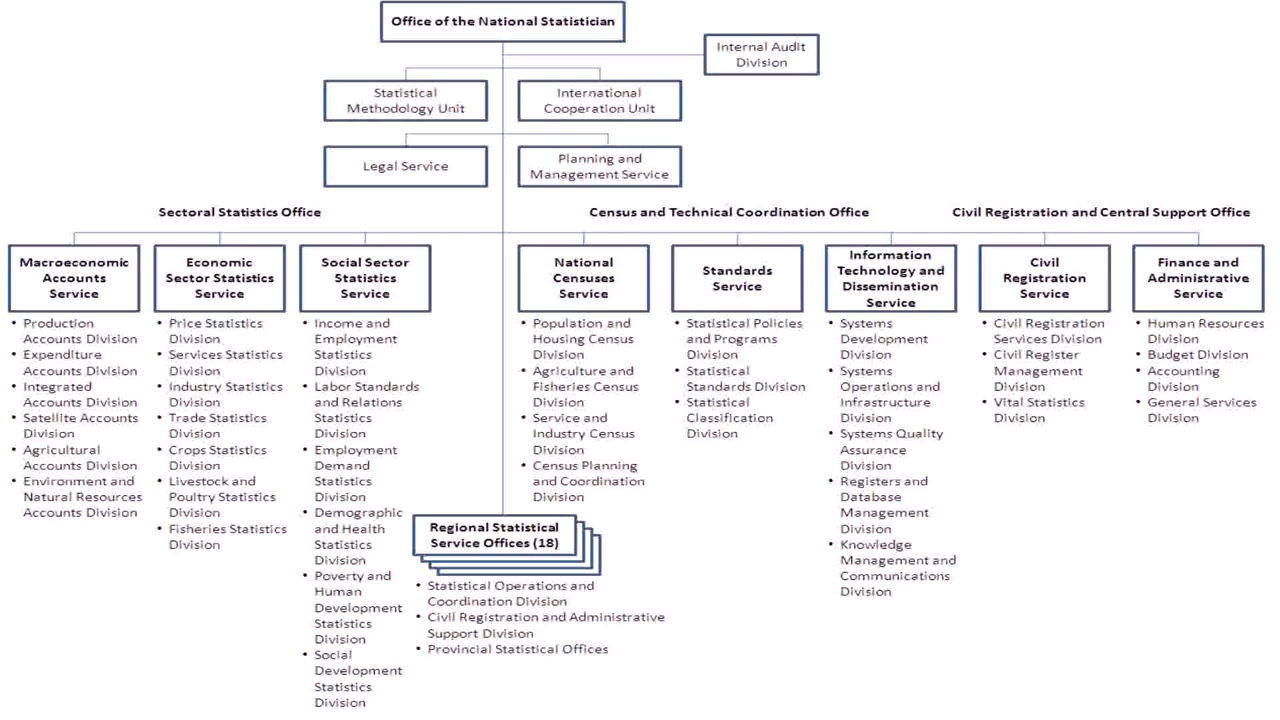 Office of the National Statistician
Internal Audit
Division
Statistical
Methodology Unit
International
Cooperation Unit
Legal Service
Planning and
Management Service
Sectoral Statistics Office
Census and Technical Coordination Office
Civil Registration and Central Support Office
Macroeconomic
Accounts
Service
• Production
Accounts Division
• Expenditure
Accounts Division
• Integrated
Accounts Division
• Satellite Accounts
Division
• Agricultural
Accounts Division
• Environment and
Natural Resources
Accounts Division
Economic
Sector Statistics
Service
• Price Statistics
Division
• Services Statistics
Division
• Industry Statistics
Division
• Trade Statistics
Division
• Crops Statistics
Division
• Livestock and
Poultry Statistics
Division
• Fisheries Statistics
Division
Social Sector
Statistics
Service
• Income and
Employment
Statistics
Division
• Labor Standards
and Relations
Statistics
Division
• Employment
Demand
Statistics
Division
• Demographic
and Health
Statistics
Division
• Poverty and
Human
Development
Statistics
Division
• Social
Development
Statistics
Division
National
Censuses
Service
• Population and
Housing Census
Division
• Agriculture and
Fisheries Census
Division
• Service and
Industry Census
Division
• Census Planning
and Coordination
Division
Standards
Service
• Statistical Policies
and Programs
Division
• Statistical
Standards Division
• Statistical
Classification
Division
Information
Technology and
Dissemination
Service
• Systems
Development
Division
• Systems
Operations and
Infrastructure
Division
• Systems Quality
Assurance
Division
• Registers and
Database
Management
Division
• Knowledge
Management and
Communications
Division
Civil
Registration
Service
• Civil Registration
Services Division
• Civil Register
Management
Division
• Vital Statistics
Division
Finance and
Administrative
Service
• Human Resources
Division
• Budget Division
• Accounting
Division
• General Services
Division
Regional Statistical
Service Offices (18)
• Statistical Operations and
Coordination Division
• Civil Registration and Administrative
Support Division
• Provincial Statistical Offices